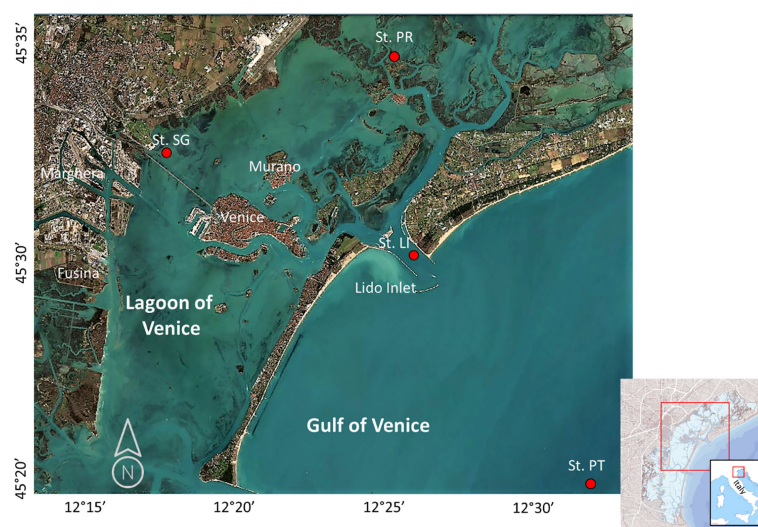 45°35′
St. PR
St. SG
Marghera
Murano
Venice
45°30′
St. LI
Fusina
Lido Inlet
Lagoon of
Venice
Gulf of Venice
N
St. PT
45°20′
12°15′
12°20′
12°25′
12°30′
Italy